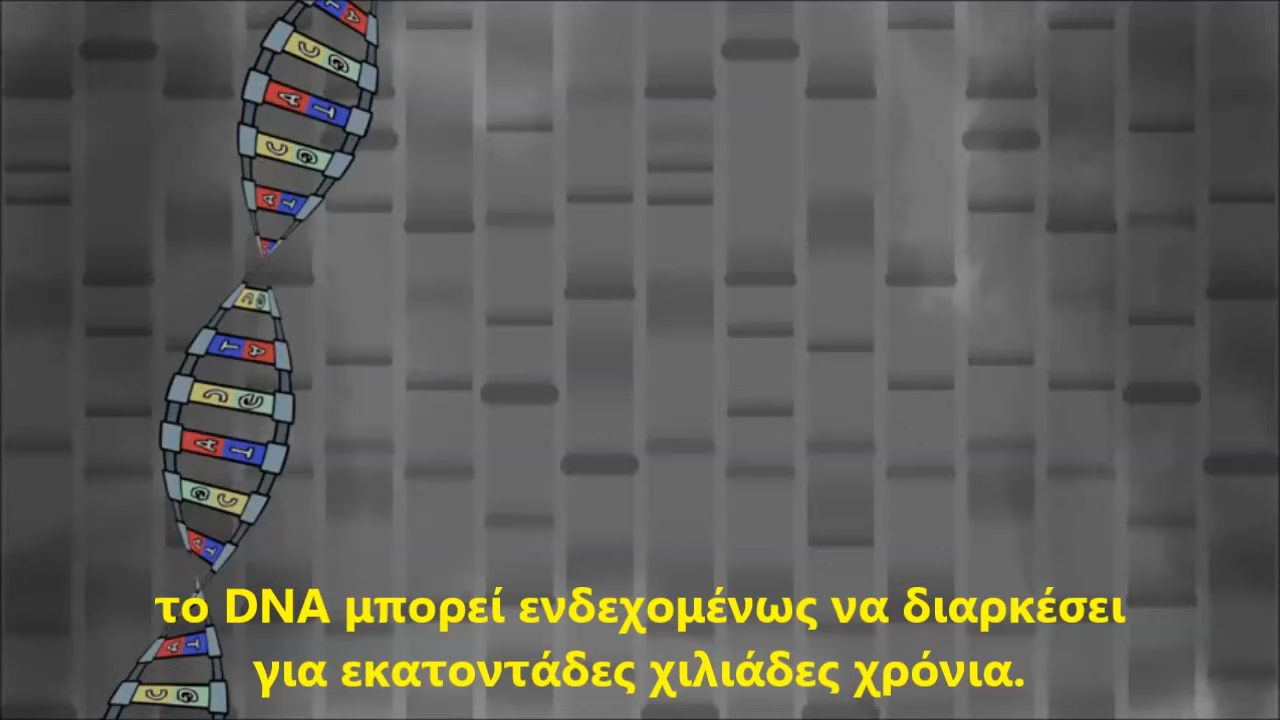 A
C G
A T
C G
A T
C G
T A
C G
A T
G C
A T
A T
C G
το DNA μπορεί ενδεχομένως να διαρκέσει
για εκατοντάδες χιλιάδες χρόνια.